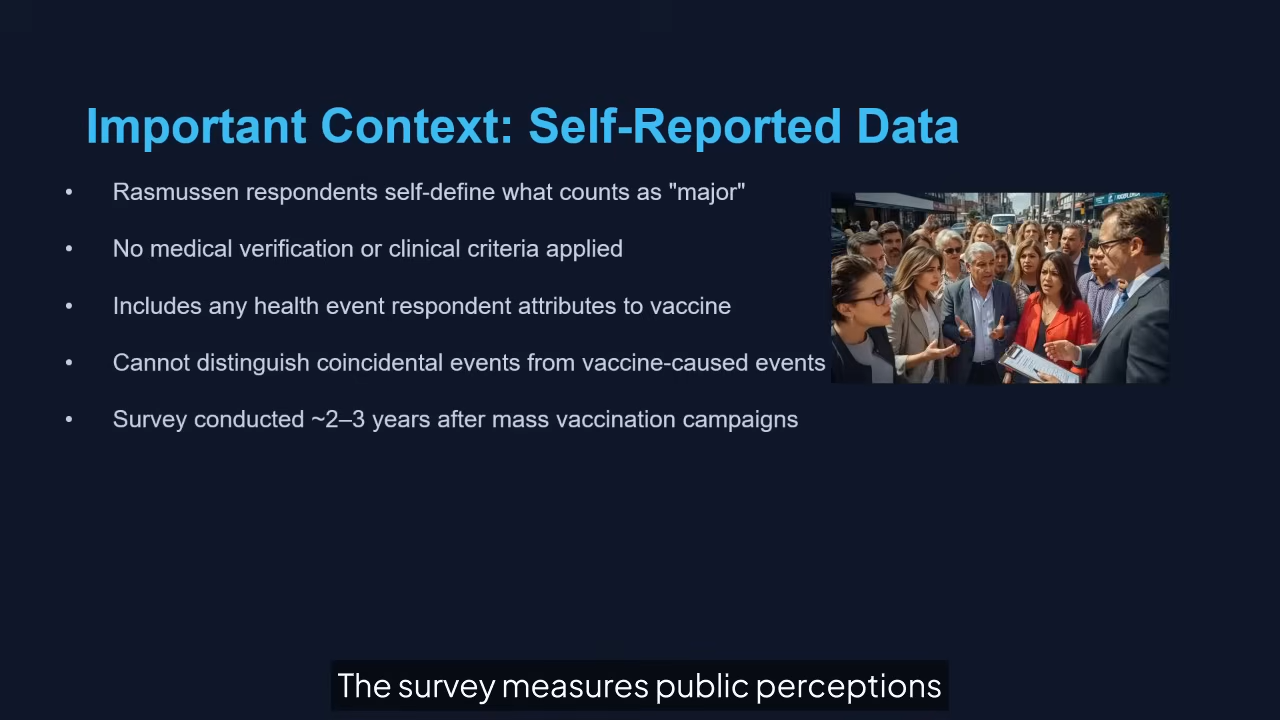 Important Context: Self-Reported Data
• Rasmussen respondents self-define what counts as "major"
• No medical verification or clinical criteria applied
• Includes any health event respondent attributes to vaccine
• Cannot distinguish coincidental events from vaccine-caused events
• Survey conducted ~2–3 years after mass vaccination campaigns
The survey measures public perceptions